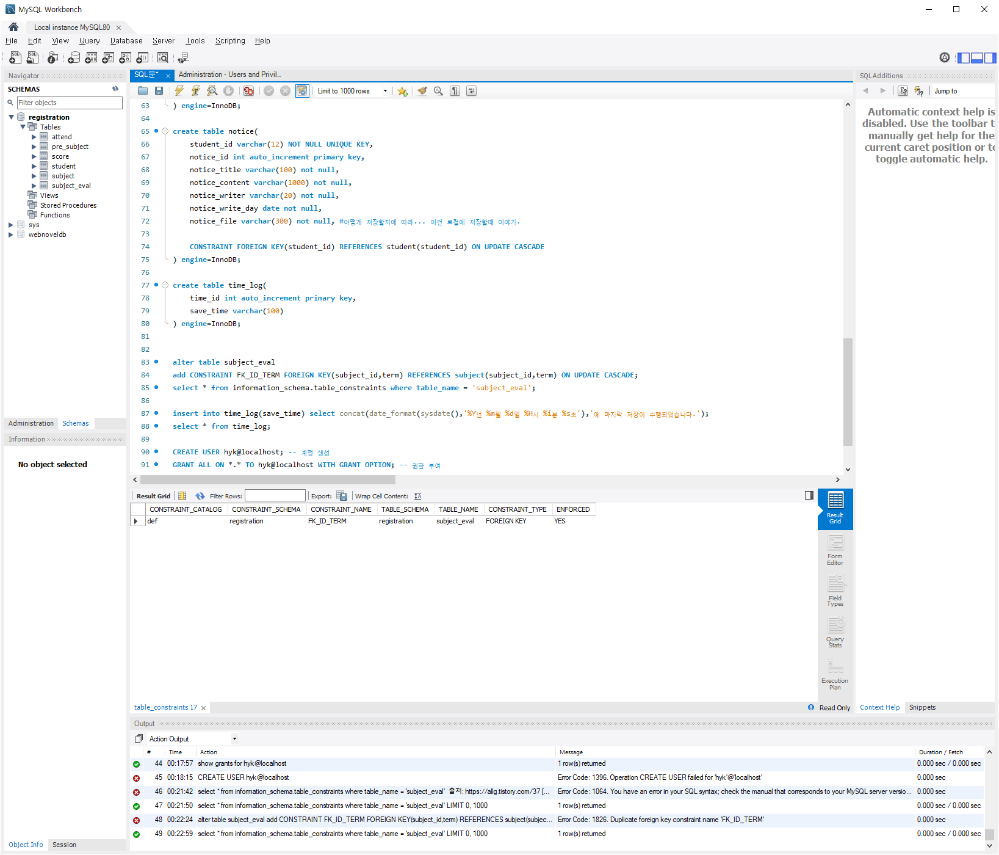 MySQL Workbench
Local instance MySQL80
File Edit View Query Database Server Tools Scripting Help
Navigator
SCHEMAS
Filter objects
registration
Tables
attend
pre_subject
score
student
subject
subject_eval
Views
Stored Procedures
Functions
sys
webnoveldb
Administration Schemas
Information
No object selected
Object Info Session
SQL문* Administration - Users and Privil...
Limit to 1000 rows
63 ) engine=InnoDB;
64
65 create table notice(
66 student_id varchar(12) NOT NULL UNIQUE KEY,
67 notice_id int auto_increment primary key,
68 notice_title varchar(100) not null,
69 notice_content varchar(1000) not null,
70 notice_writer varchar(20) not null,
71 notice_write_day date not null,
72 notice_file varchar(300) not null, #어떻게 저장할지에 따라... 이건 로컬에 저장할때 이야기.
73
74 CONSTRAINT FOREIGN KEY(student_id) REFERENCES student(student_id) ON UPDATE CASCADE
75 ) engine=InnoDB;
76
77 create table time_log(
78 time_id int auto_increment primary key,
79 save_time varchar(100)
80 ) engine=InnoDB;
81
82
83 alter table subject_eval
84 add CONSTRAINT FK_ID_TERM FOREIGN KEY(subject_id,term) REFERENCES subject(subject_id,term) ON UPDATE CASCADE;
85 select * from information_schema.table_constraints where table_name = 'subject_eval';
86
87 insert into time_log(save_time) select concat(date_format(sysdate(),'%Y년 %m월 %d일 %H시 %i분 %s초'),'에 마지막 저장이 수행되었습니다.');
88 select * from time_log;
89
90 CREATE USER hyk@localhost; -- 계정 생성
91 GRANT ALL ON *.* TO hyk@localhost WITH GRANT OPTION; -- 권한 부여
Result Grid Filter Rows: Export: Wrap Cell Content:
CONSTRAINT_CATALOG CONSTRAINT_SCHEMA CONSTRAINT_NAME TABLE_SCHEMA TABLE_NAME CONSTRAINT_TYPE ENFORCED
def registration FK_ID_TERM registration subject_eval FOREIGN KEY YES
Result
Grid
Form
Editor
Field
Types
Query
Stats
Execution
Plan
table_constraints 17
Read Only
SQLAdditions
Jump to
Automatic context help is
disabled. Use the toolbar t
manually get help for the
current caret position or to
toggle automatic help.
Context Help Snippets
Output
Action Output
# Time Action Message Duration / Fetch
44 00:17:57 show grants for hyk@localhost 1 row(s) returned 0.000 sec / 0.000 sec
45 00:18:15 CREATE USER hyk@localhost Error Code: 1396. Operation CREATE USER failed for 'hyk'@'localhost' 0.000 sec
46 00:21:42 select * from information_schema.table_constraints where table_name = 'subject_eval' 출처: https://allg.tistory.com/37 [... Error Code: 1064. You have an error in your SQL syntax; check the manual that corresponds to your MySQL server versio... 0.000 sec
47 00:21:50 select * from information_schema.table_constraints where table_name = 'subject_eval' LIMIT 0, 1000 1 row(s) returned 0.000 sec / 0.000 sec
48 00:22:24 alter table subject_eval add CONSTRAINT FK_ID_TERM FOREIGN KEY(subject_id,term) REFERENCES subject(subjec... Error Code: 1826. Duplicate foreign key constraint name 'FK_ID_TERM' 0.000 sec
49 00:22:59 select * from information_schema.table_constraints where table_name = 'subject_eval' LIMIT 0, 1000 1 row(s) returned 0.000 sec / 0.000 sec